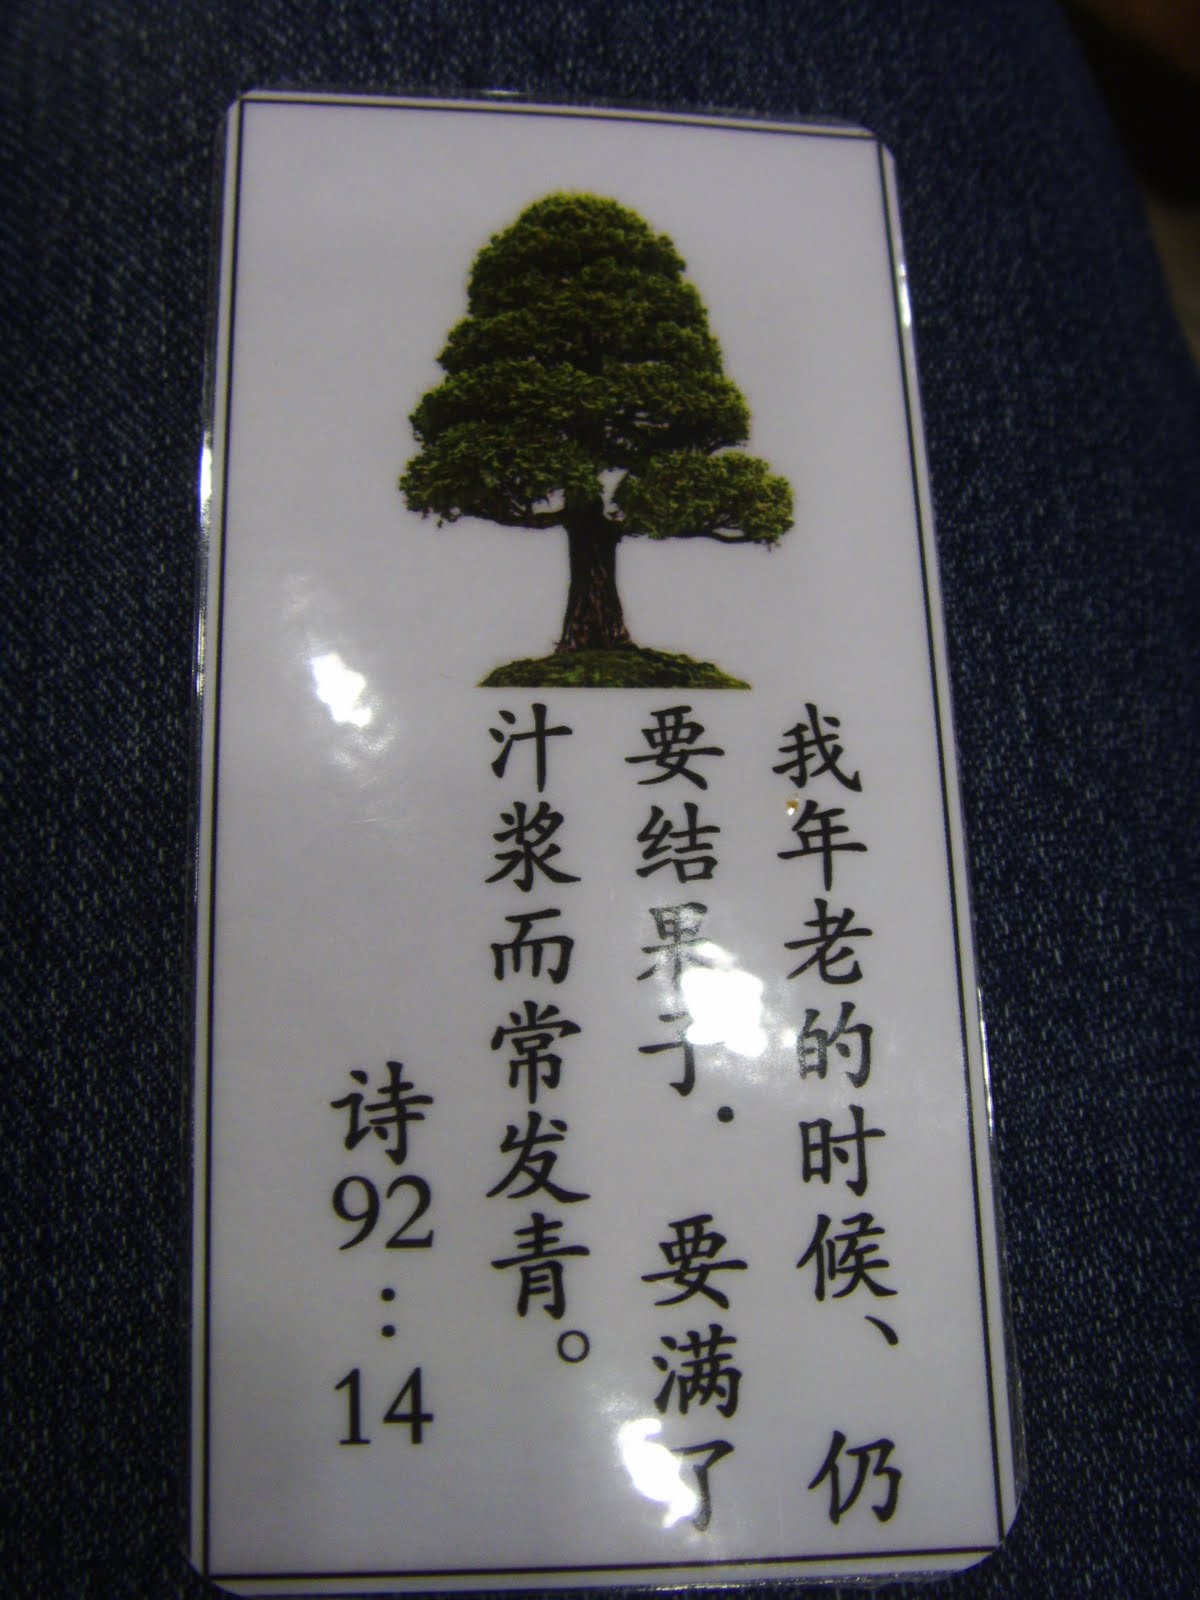 我年老的时候、仍
要结果子．要满了
汁浆而常发青。
诗92：14